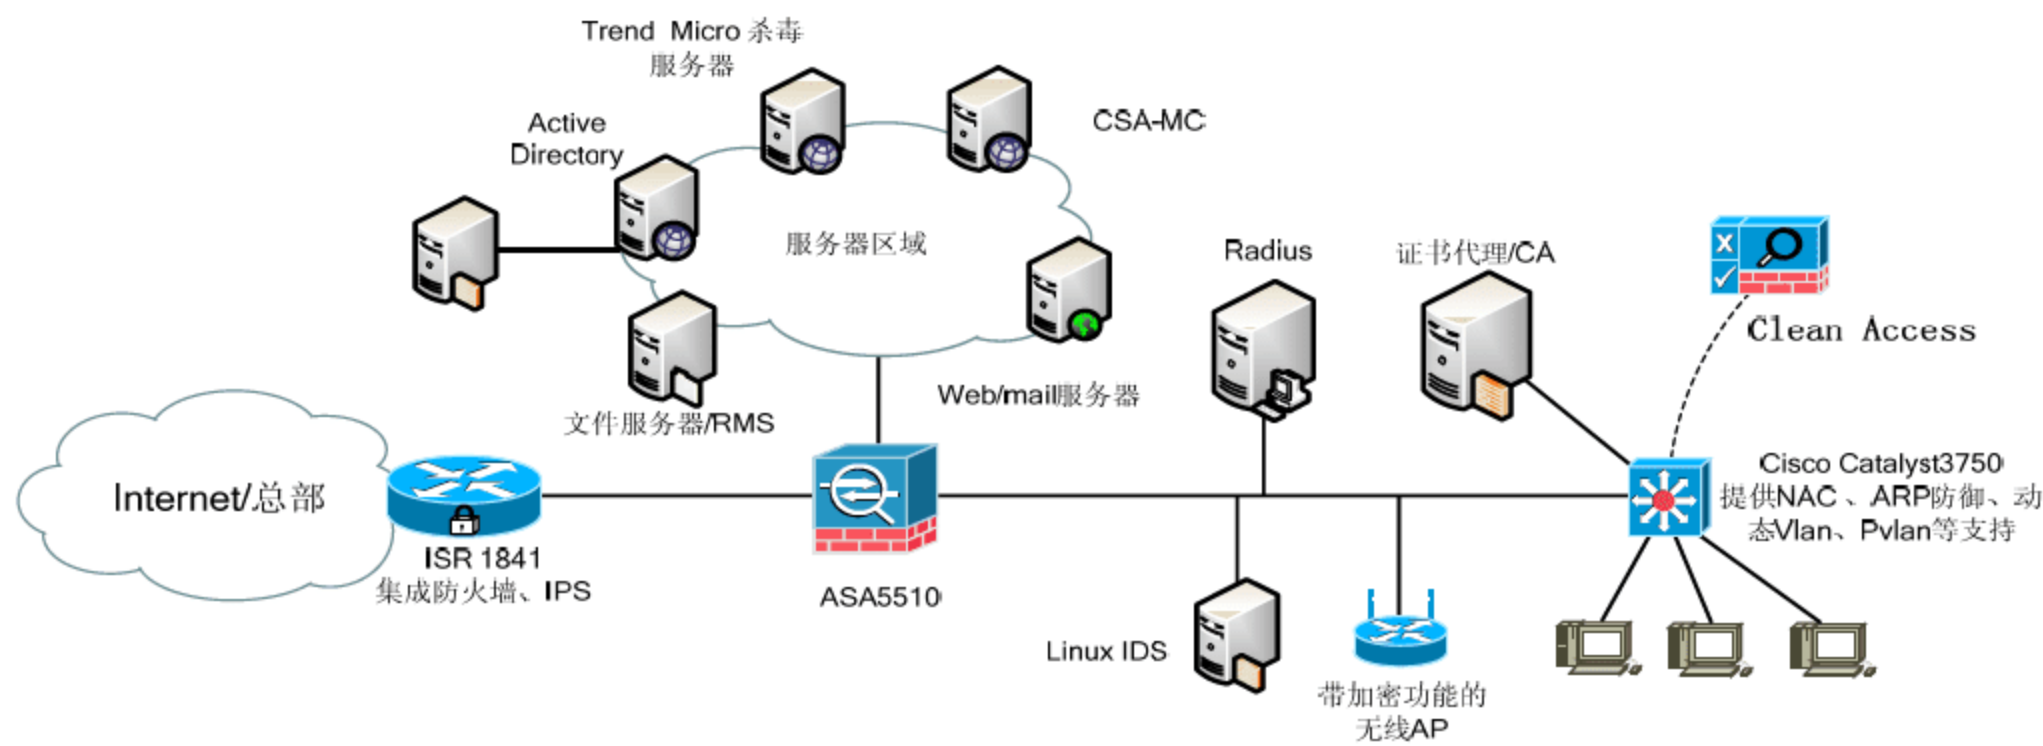 Trend Micro 杀毒
服务器
CSA-MC
Active
Directory
服务器区域
Radius
证书代理/CA
Clean Access
Web/mail服务器
文件服务器/RMS
Internet/总部
ISR 1841
集成防火墙、IPS
ASA5510
Cisco Catalyst3750
提供NAC、ARP防御、动
态Vlan、Pvlan等支持
Linux IDS
带加密功能的
无线AP